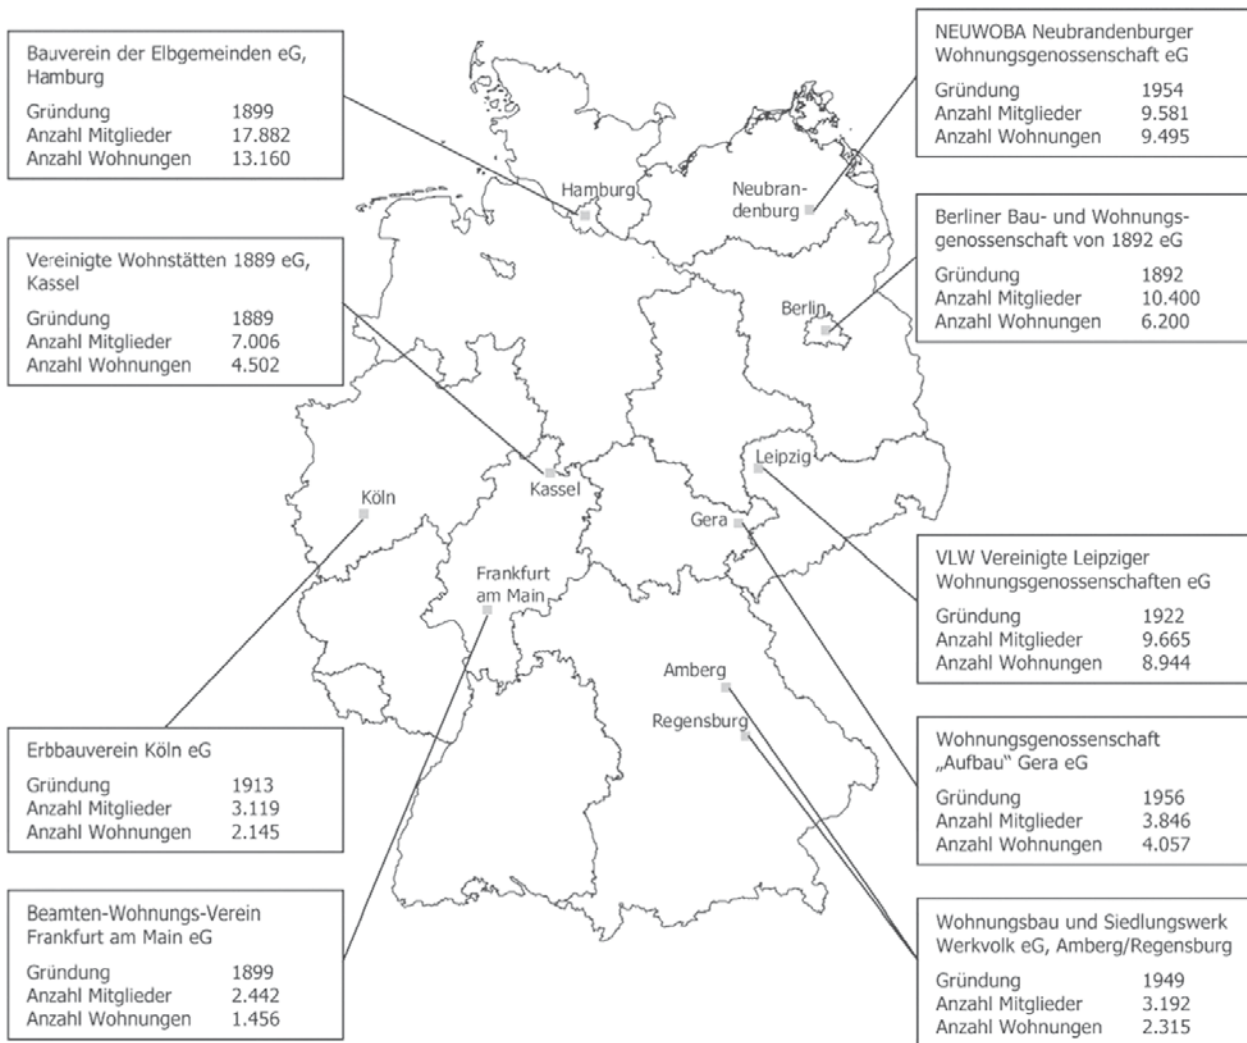 Bauverein der Elbgemeinden eG,
Hamburg
Gründung 1899
Anzahl Mitglieder 17.882
Anzahl Wohnungen 13.160
Vereinigte Wohnstätten 1889 eG,
Kassel
Gründung 1889
Anzahl Mitglieder 7.006
Anzahl Wohnungen 4.502
Erbbauverein Köln eG
Gründung 1913
Anzahl Mitglieder 3.119
Anzahl Wohnungen 2.145
Beamten-Wohnungs-Verein
Frankfurt am Main eG
Gründung 1899
Anzahl Mitglieder 2.442
Anzahl Wohnungen 1.456
Hamburg
Neubran-
denburg
Berlin
Leipzig
Kassel
Köln
Gera
Frankfurt
am Main
Amberg
Regensburg
NEUWOBA Neubrandenburger
Wohnungsgenossenschaft eG
Gründung 1954
Anzahl Mitglieder 9.581
Anzahl Wohnungen 9.495
Berliner Bau- und Wohnungs-
genossenschaft von 1892 eG
Gründung 1892
Anzahl Mitglieder 10.400
Anzahl Wohnungen 6.200
VLW Vereinigte Leipziger
Wohnungsgenossenschaften eG
Gründung 1922
Anzahl Mitglieder 9.665
Anzahl Wohnungen 8.944
Wohnungsgenossenschaft
„Aufbau“ Gera eG
Gründung 1956
Anzahl Mitglieder 3.846
Anzahl Wohnungen 4.057
Wohnungsbau und Siedlungswerk
Werkvolk eG, Amberg/Regensburg
Gründung 1949
Anzahl Mitglieder 3.192
Anzahl Wohnungen 2.315